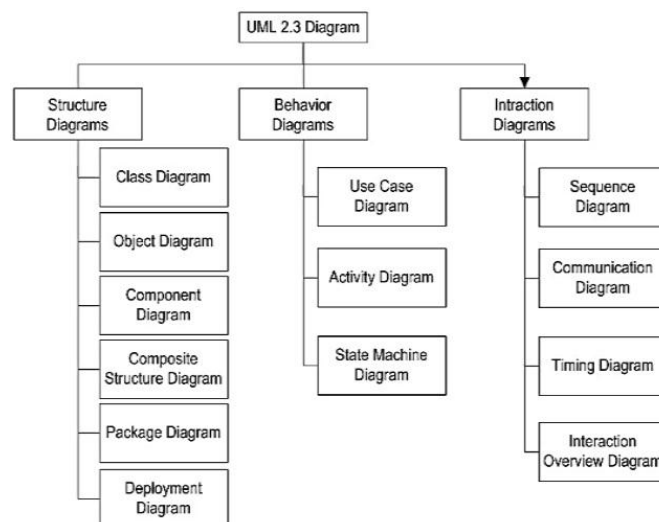 UML 2.3 Diagram
Structure
Diagrams
Behavior
Diagrams
Intraction
Diagrams
Class Diagram
Object Diagram
Component
Diagram
Composite
Structure Diagram
Package Diagram
Deployment
Diagram
Use Case
Diagram
Activity Diagram
State Machine
Diagram
Sequence
Diagram
Communication
Diagram
Timing Diagram
Interaction
Overview Diagram